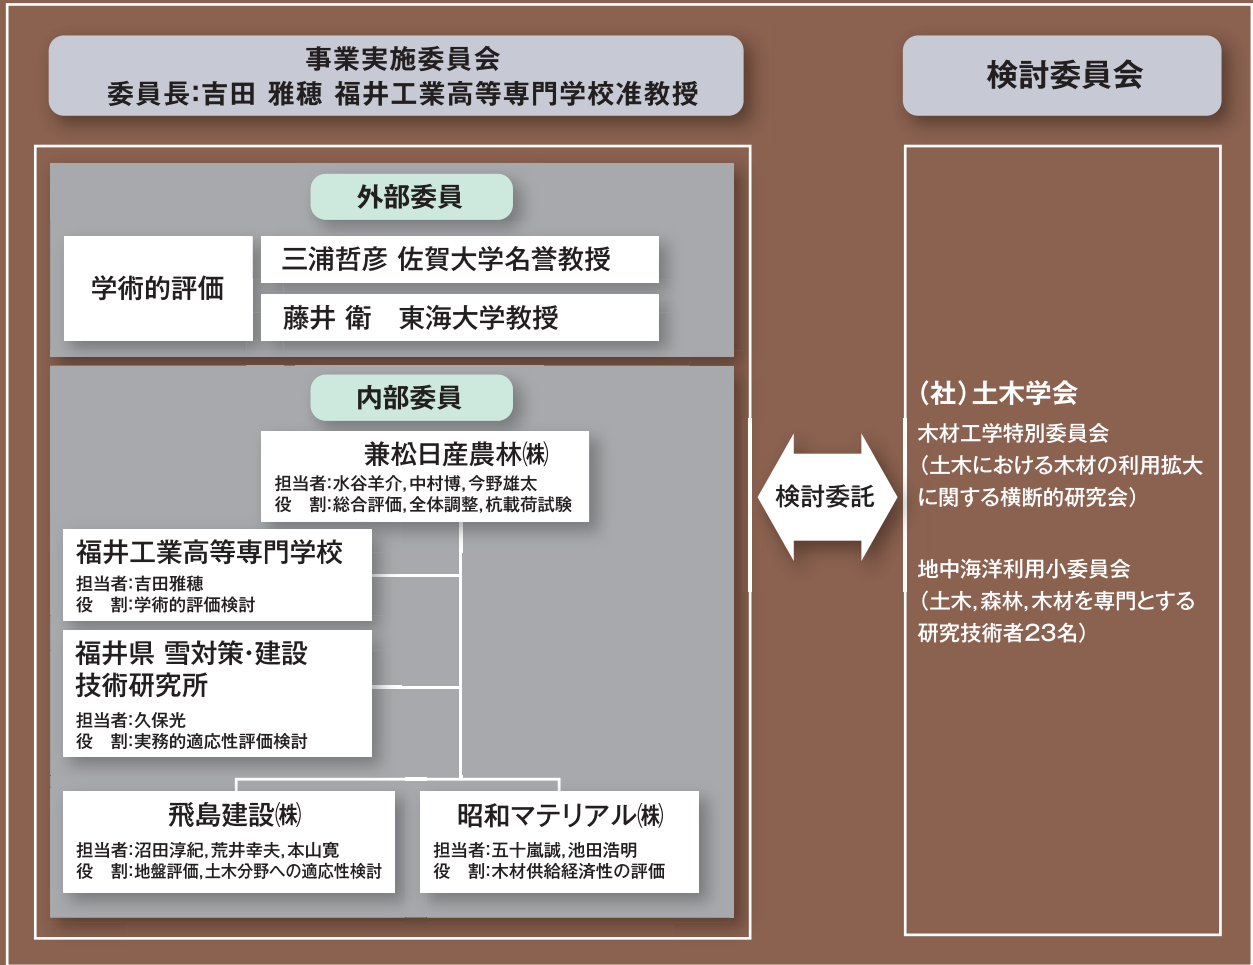 事業実施委員会
委員長:吉田 雅穂 福井工業高等専門学校准教授
検討委員会
外部委員
学術的評価
三浦哲彦 佐賀大学名誉教授
藤井 衛　東海大学教授
内部委員
兼松日産農林㈱
担当者:水谷羊介,中村博,今野雄太
役　割:総合評価,全体調整,杭載荷試験
福井工業高等専門学校
担当者:吉田雅穂
役　割:学術的評価検討
福井県 雪対策・建設
技術研究所
担当者:久保光
役　割:実務的適応性評価検討
飛島建設㈱
担当者:沼田淳紀,荒井幸夫,本山寛
役　割:地盤評価,土木分野への適応性検討
昭和マテリアル㈱
担当者:五十嵐誠,池田浩明
役　割:木材供給経済性の評価
検討委託
（社）土木学会
木材工学特別委員会
（土木における木材の利用拡大
に関する横断的研究会）
地中海洋利用小委員会
（土木,森林,木材を専門とする
研究技術者23名）